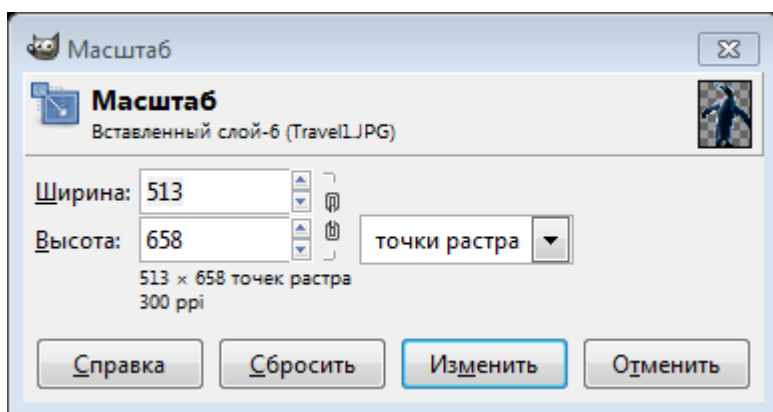 Масштаб
Масштаб
Вставленный слой-6 (Travel1.JPG)
Ширина: 513
Высота: 658 точки растра
513 × 658 точек растра
300 ppi
Справка Сбросить Изменить Отменить